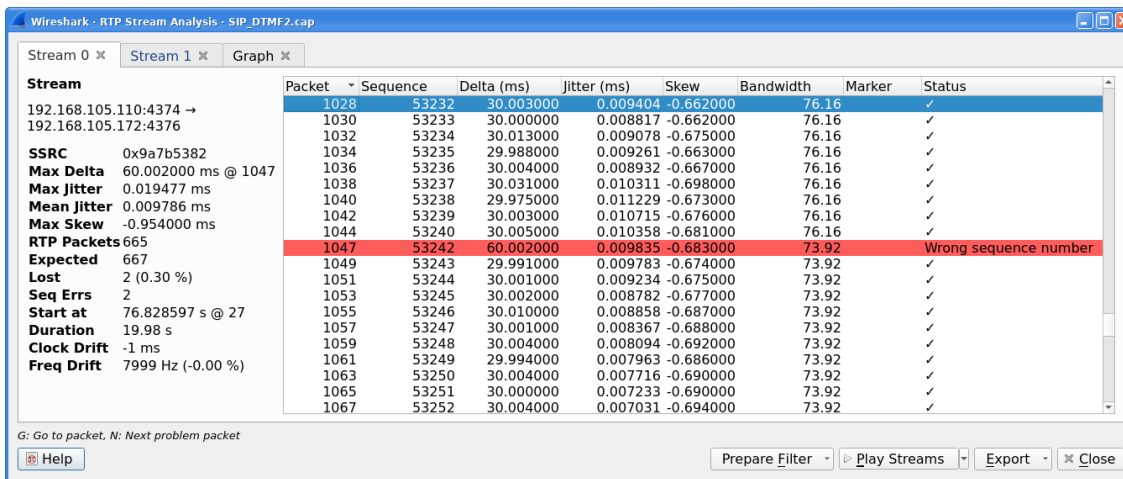 Wireshark · RTP Stream Analysis · SIP_DTMF2.cap
Stream 0 Stream 1 Graph
Stream
192.168.105.110:4374 →
192.168.105.172:4376
SSRC 0x9a7b5382
Max Delta 60.002000 ms @ 1047
Max Jitter 0.019477 ms
Mean Jitter 0.009786 ms
Max Skew -0.954000 ms
RTP Packets 665
Expected 667
Lost 2 (0.30 %)
Seq Errs 2
Start at 76.828597 s @ 27
Duration 19.98 s
Clock Drift -1 ms
Freq Drift 7999 Hz (-0.00 %)
Packet Sequence Delta (ms) Jitter (ms) Skew Bandwidth Marker Status
1028 53232 30.003000 0.009404 -0.662000 76.16 ✓
1030 53233 30.000000 0.008817 -0.662000 76.16 ✓
1032 53234 30.013000 0.009078 -0.675000 76.16 ✓
1034 53235 29.988000 0.009261 -0.663000 76.16 ✓
1036 53236 30.004000 0.008932 -0.667000 76.16 ✓
1038 53237 30.031000 0.010311 -0.698000 76.16 ✓
1040 53238 29.975000 0.011229 -0.673000 76.16 ✓
1042 53239 30.003000 0.010715 -0.676000 76.16 ✓
1044 53240 30.005000 0.010358 -0.681000 76.16 ✓
1047 53242 60.002000 0.009835 -0.683000 73.92 Wrong sequence number
1049 53243 29.991000 0.009783 -0.674000 73.92 ✓
1051 53244 30.001000 0.009234 -0.675000 73.92 ✓
1053 53245 30.002000 0.008782 -0.677000 73.92 ✓
1055 53246 30.010000 0.008858 -0.687000 73.92 ✓
1057 53247 30.001000 0.008367 -0.688000 73.92 ✓
1059 53248 30.004000 0.008094 -0.692000 73.92 ✓
1061 53249 29.994000 0.007963 -0.686000 73.92 ✓
1063 53250 30.004000 0.007716 -0.690000 73.92 ✓
1065 53251 30.000000 0.007233 -0.690000 73.92 ✓
1067 53252 30.004000 0.007031 -0.694000 73.92 ✓
G: Go to packet, N: Next problem packet
Help Prepare Filter Play Streams Export Close